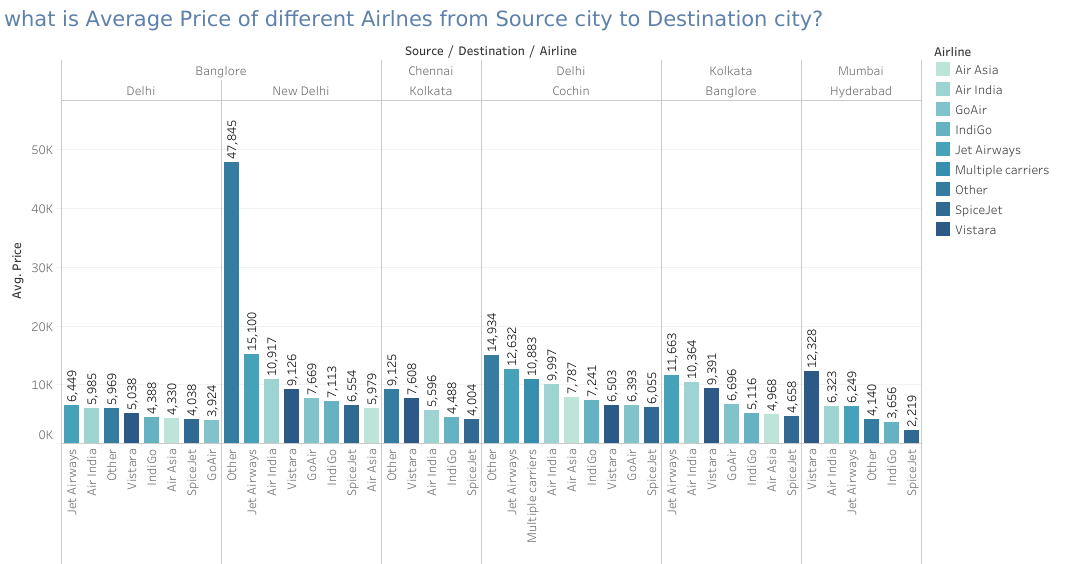 what is Average Price of different Airlnes from Source city to Destination city?
Source / Destination / Airline
Banglore Chennai Delhi Kolkata Mumbai
Delhi New Delhi Kolkata Cochin Banglore Hyderabad
Avg. Price
50K
40K
30K
20K
10K
0K
6,449 5,985 5,969 5,038 4,388 4,330 4,038 3,924 47,845 15,100 10,917 9,126 7,669 7,113 6,554 5,979 9,125 7,608 5,596 4,488 4,004 14,934 12,632 10,883 9,997 7,787 7,241 6,503 6,393 6,055 11,663 10,364 9,391 6,696 5,116 4,968 4,658 12,328 6,323 6,249 4,140 3,656 2,219
Jet Airways Air India Other Vistara IndiGo Air Asia SpiceJet GoAir Other Jet Airways Air India Vistara GoAir IndiGo SpiceJet Air Asia Other Vistara Air India IndiGo SpiceJet Other Jet Airways Multiple carriers Air India Air Asia IndiGo Vistara GoAir SpiceJet Jet Airways Air India Vistara GoAir IndiGo Air Asia SpiceJet Vistara Air India Jet Airways Other IndiGo SpiceJet
Airline
Air Asia
Air India
GoAir
IndiGo
Jet Airways
Multiple carriers
Other
SpiceJet
Vistara